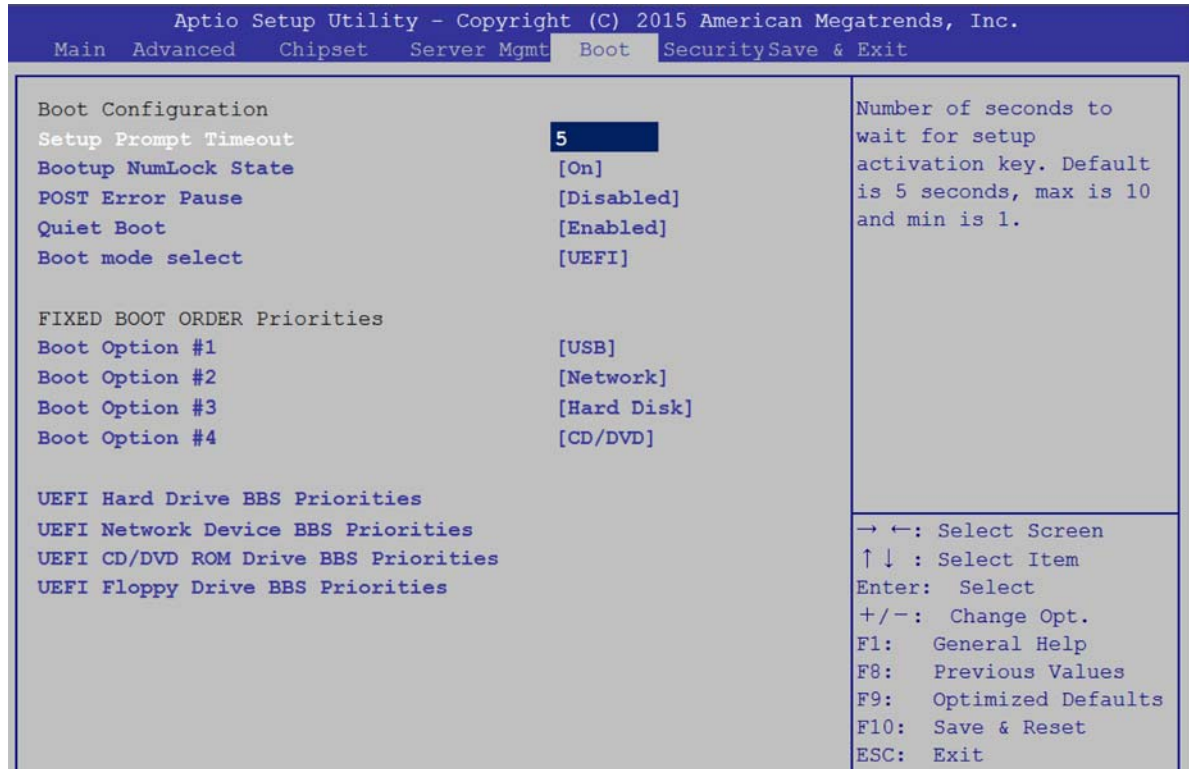 Aptio Setup Utility – Copyright (C) 2015 American Megatrends, Inc.
Main Advanced Chipset Server Mgmt Boot Security Save & Exit
Boot Configuration
Setup Prompt Timeout 5
Bootup NumLock State [On]
POST Error Pause [Disabled]
Quiet Boot [Enabled]
Boot mode select [UEFI]
FIXED BOOT ORDER Priorities
Boot Option #1 [USB]
Boot Option #2 [Network]
Boot Option #3 [Hard Disk]
Boot Option #4 [CD/DVD]
UEFI Hard Drive BBS Priorities
UEFI Network Device BBS Priorities
UEFI CD/DVD ROM Drive BBS Priorities
UEFI Floppy Drive BBS Priorities
Number of seconds to
wait for setup
activation key. Default
is 5 seconds, max is 10
and min is 1.
→ ←: Select Screen
↑↓ : Select Item
Enter: Select
+/-: Change Opt.
F1: General Help
F8: Previous Values
F9: Optimized Defaults
F10: Save & Reset
ESC: Exit